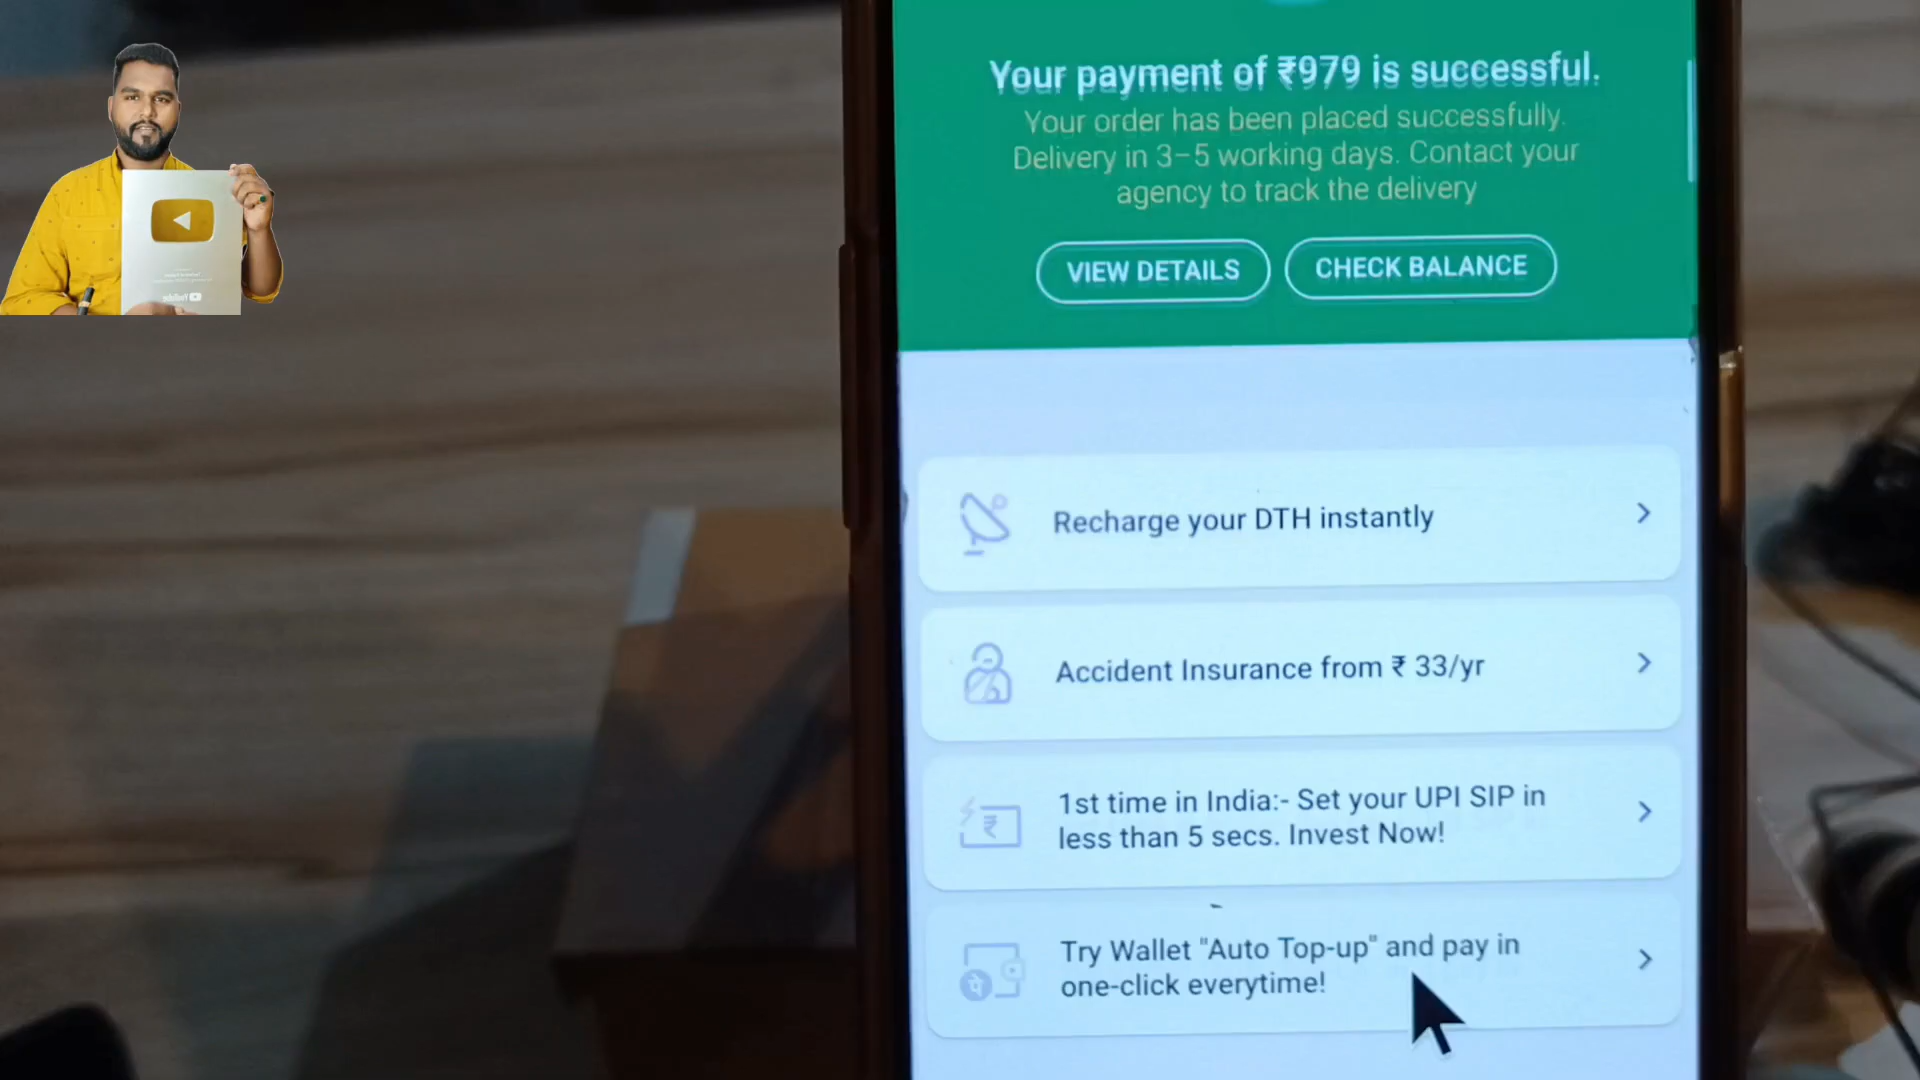 Your payment of ₹979 is successful.
Your order has been placed successfully.
Delivery in 3-5 working days. Contact your
agency to track the delivery
VIEW DETAILS
CHECK BALANCE
Recharge your DTH instantly
Accident Insurance from ₹ 33/yr
1st time in India:- Set your UPI SIP in
less than 5 secs. Invest Now!
Try Wallet "Auto Top-up" and pay in
one-click everytime!
YouTube